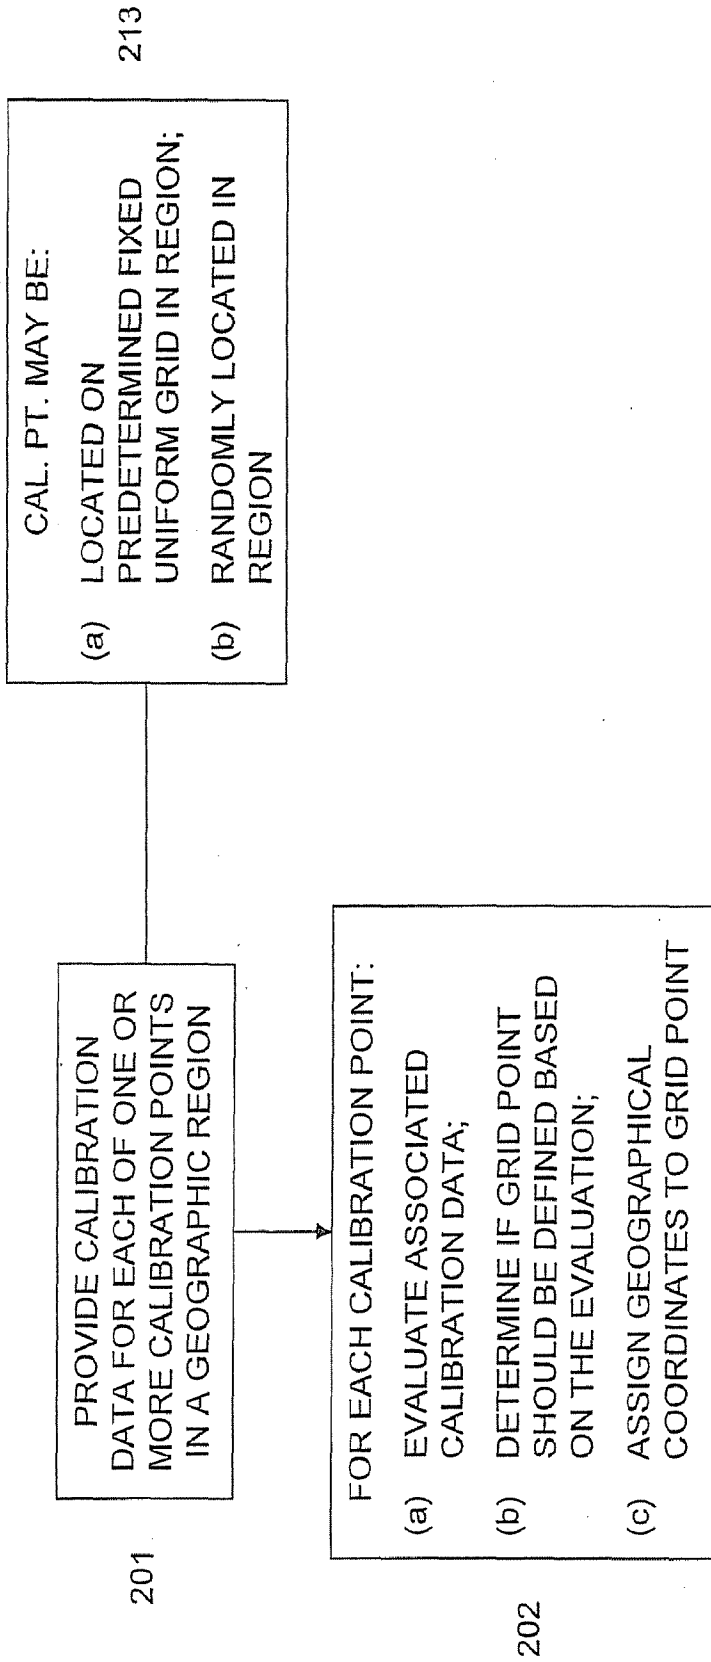 201
PROVIDE CALIBRATION
DATA FOR EACH OF ONE OR
MORE CALIBRATION POINTS
IN A GEOGRAPHIC REGION
213
CAL. PT. MAY BE:
(a) LOCATED ON
PREDETERMINED FIXED
UNIFORM GRID IN REGION;
(b) RANDOMLY LOCATED IN
REGION
202
FOR EACH CALIBRATION POINT:
(a) EVALUATE ASSOCIATED
CALIBRATION DATA;
(b) DETERMINE IF GRID POINT
SHOULD BE DEFINED BASED
ON THE EVALUATION;
(c) ASSIGN GEOGRAPHICAL
COORDINATES TO GRID POINT